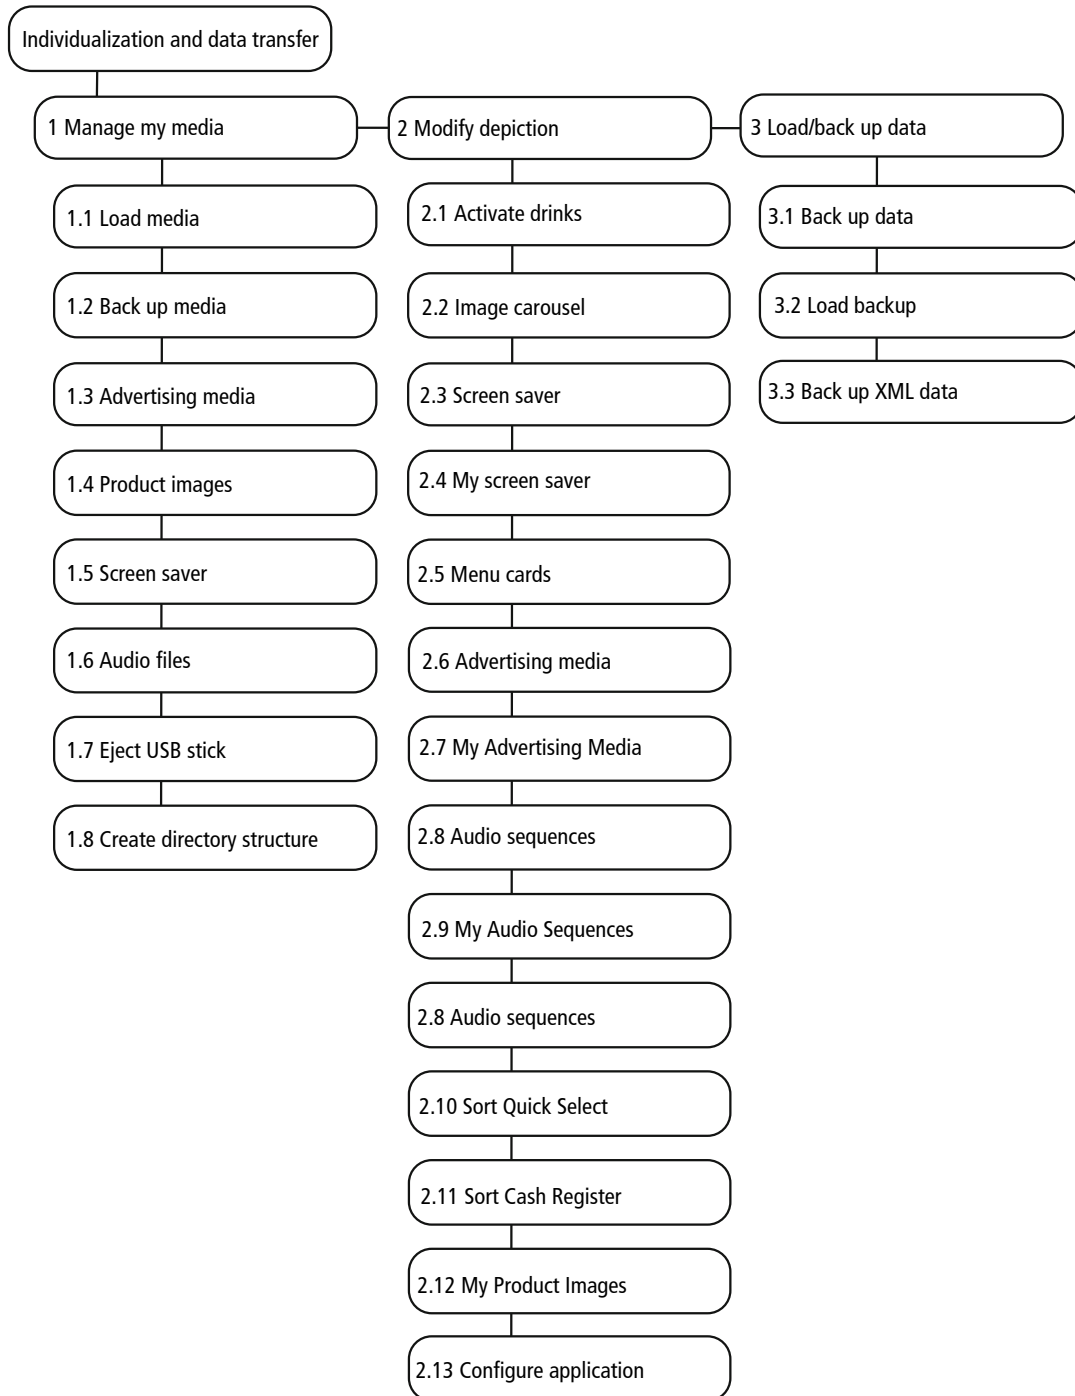 Individualization and data transfer
1 Manage my media
2 Modify depiction
3 Load/back up data
1.1 Load media
1.2 Back up media
1.3 Advertising media
1.4 Product images
1.5 Screen saver
1.6 Audio files
1.7 Eject USB stick
1.8 Create directory structure
2.1 Activate drinks
2.2 Image carousel
2.3 Screen saver
2.4 My screen saver
2.5 Menu cards
2.6 Advertising media
2.7 My Advertising Media
2.8 Audio sequences
2.9 My Audio Sequences
2.8 Audio sequences
2.10 Sort Quick Select
2.11 Sort Cash Register
2.12 My Product Images
2.13 Configure application
3.1 Back up data
3.2 Load backup
3.3 Back up XML data